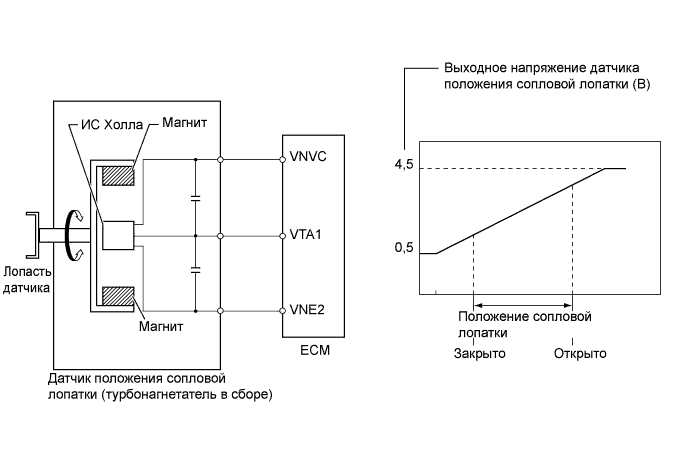 ИС Холла
Магнит
VNVC
VTA1
VNE2
Лопасть
датчика
Магнит
ECM
Датчик положения сопловой
лопатки (турбонагнетатель в сборе)
Выходное напряжение датчика
положения сопловой лопатки (В)
4,5
0,5
Положение сопловой
лопатки
Закрыто
Открыто